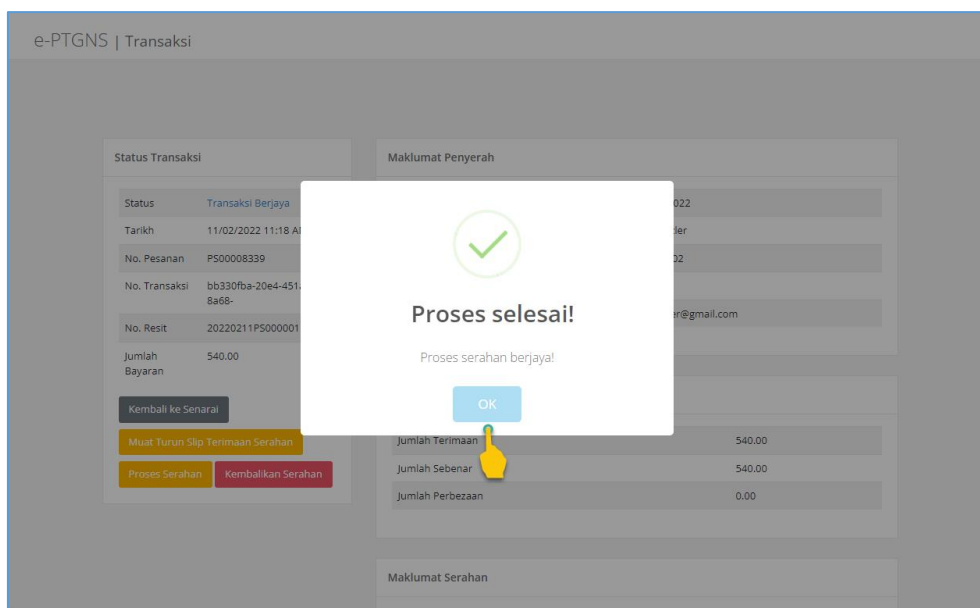 e-PTGNS | Transaksi
Status Transaksi
Status Transaksi Berjaya
Tarikh 11/02/2022 11:18
No. Pesanan PS00008339
No. Transaksi bb330fba-20e4-451
8a68-
No. Resit 20220211PS000001
Jumlah
Bayaran 540.00
Kembali ke Senarai
Muat Turun Slip Terimaan Serahan
Proses Serahan Kembalikan Serahan
Maklumat Penyerah
022
der
02
er@gmail.com
Proses selesai!
Proses serahan berjaya!
OK
Jumlah Terimaan 540.00
Jumlah Sebenar 540.00
Jumlah Perbezaan 0.00
Maklumat Serahan